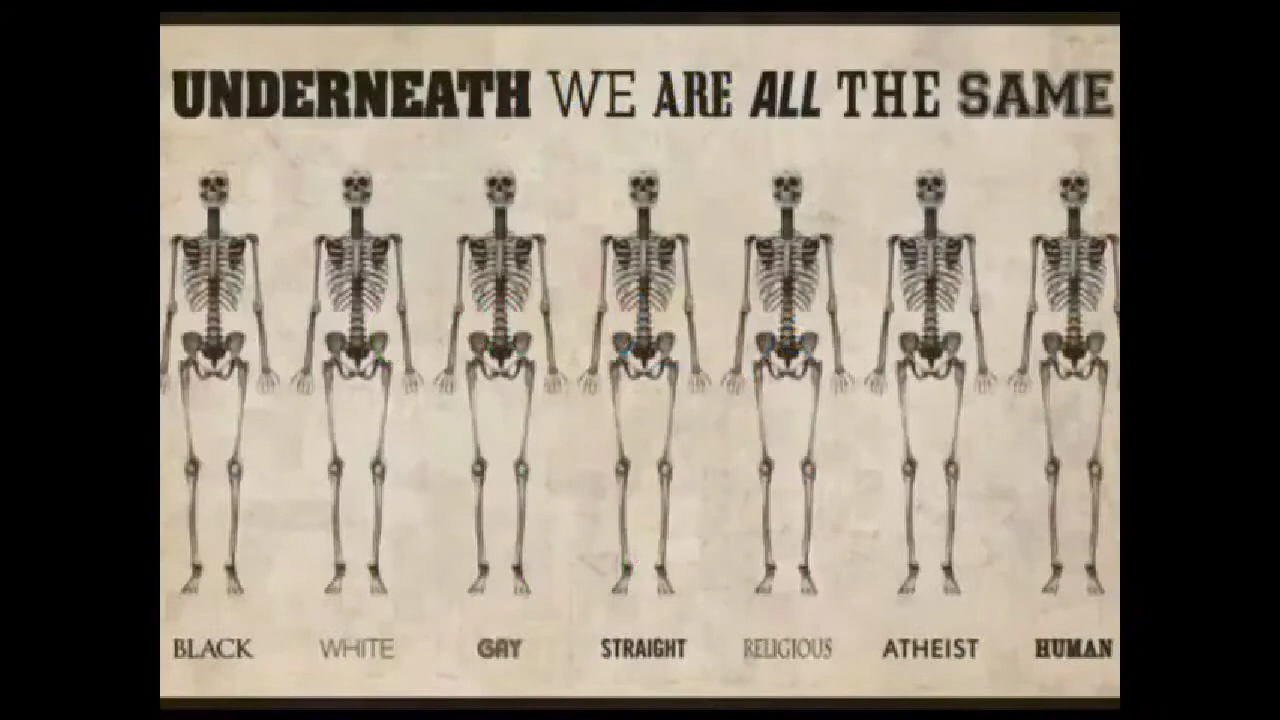 UNDERNEATH WE ARE ALL THE SAME
BLACK WHITE GAY STRAIGHT RELIGIOUS ATHEIST HUMAN